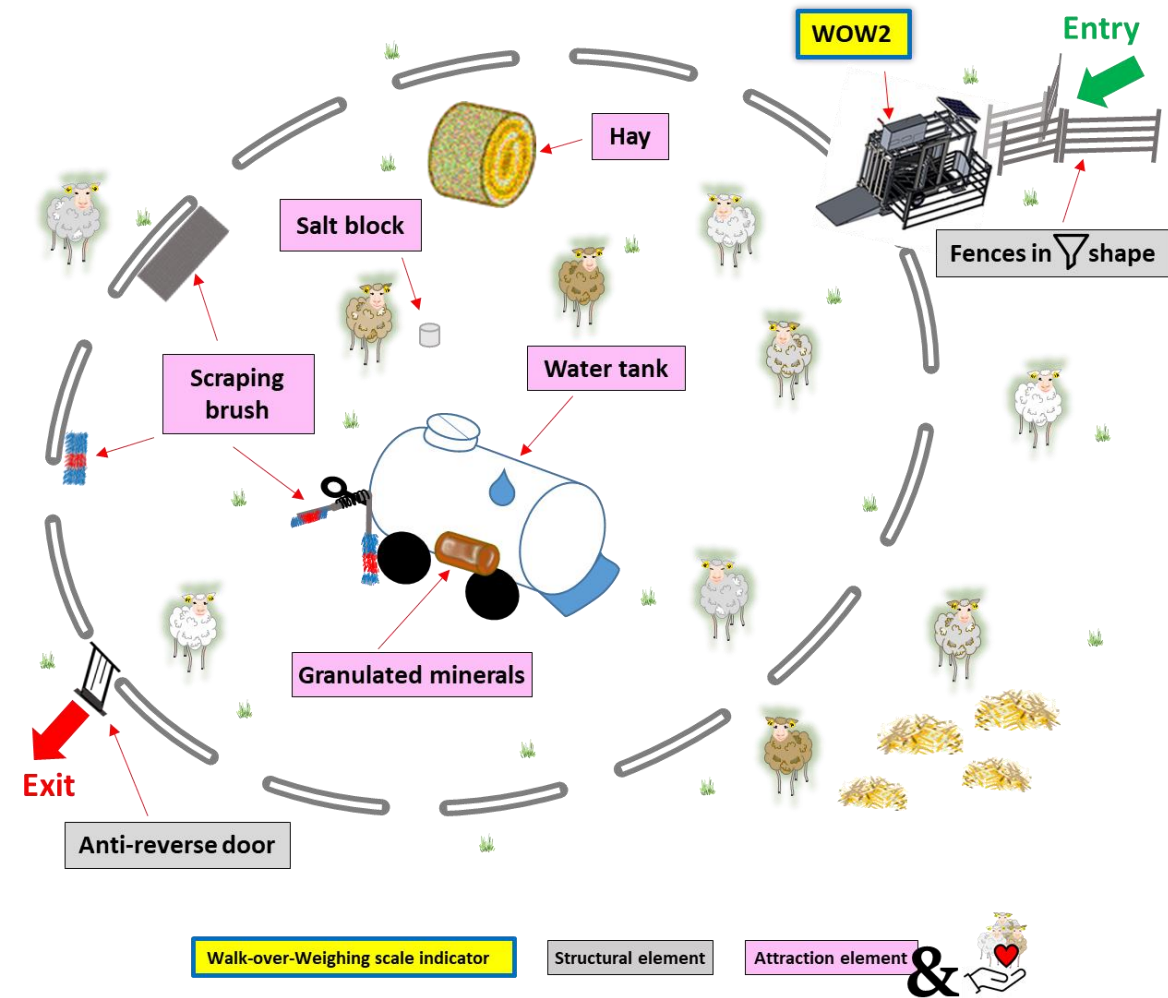 WOW2
Entry
Hay
Salt block
Fences in shape
Water tank
Scraping
brush
Granulated minerals
Exit
Anti-reverse door
Walk-over-Weighing scale indicator
Structural element
Attraction element
&